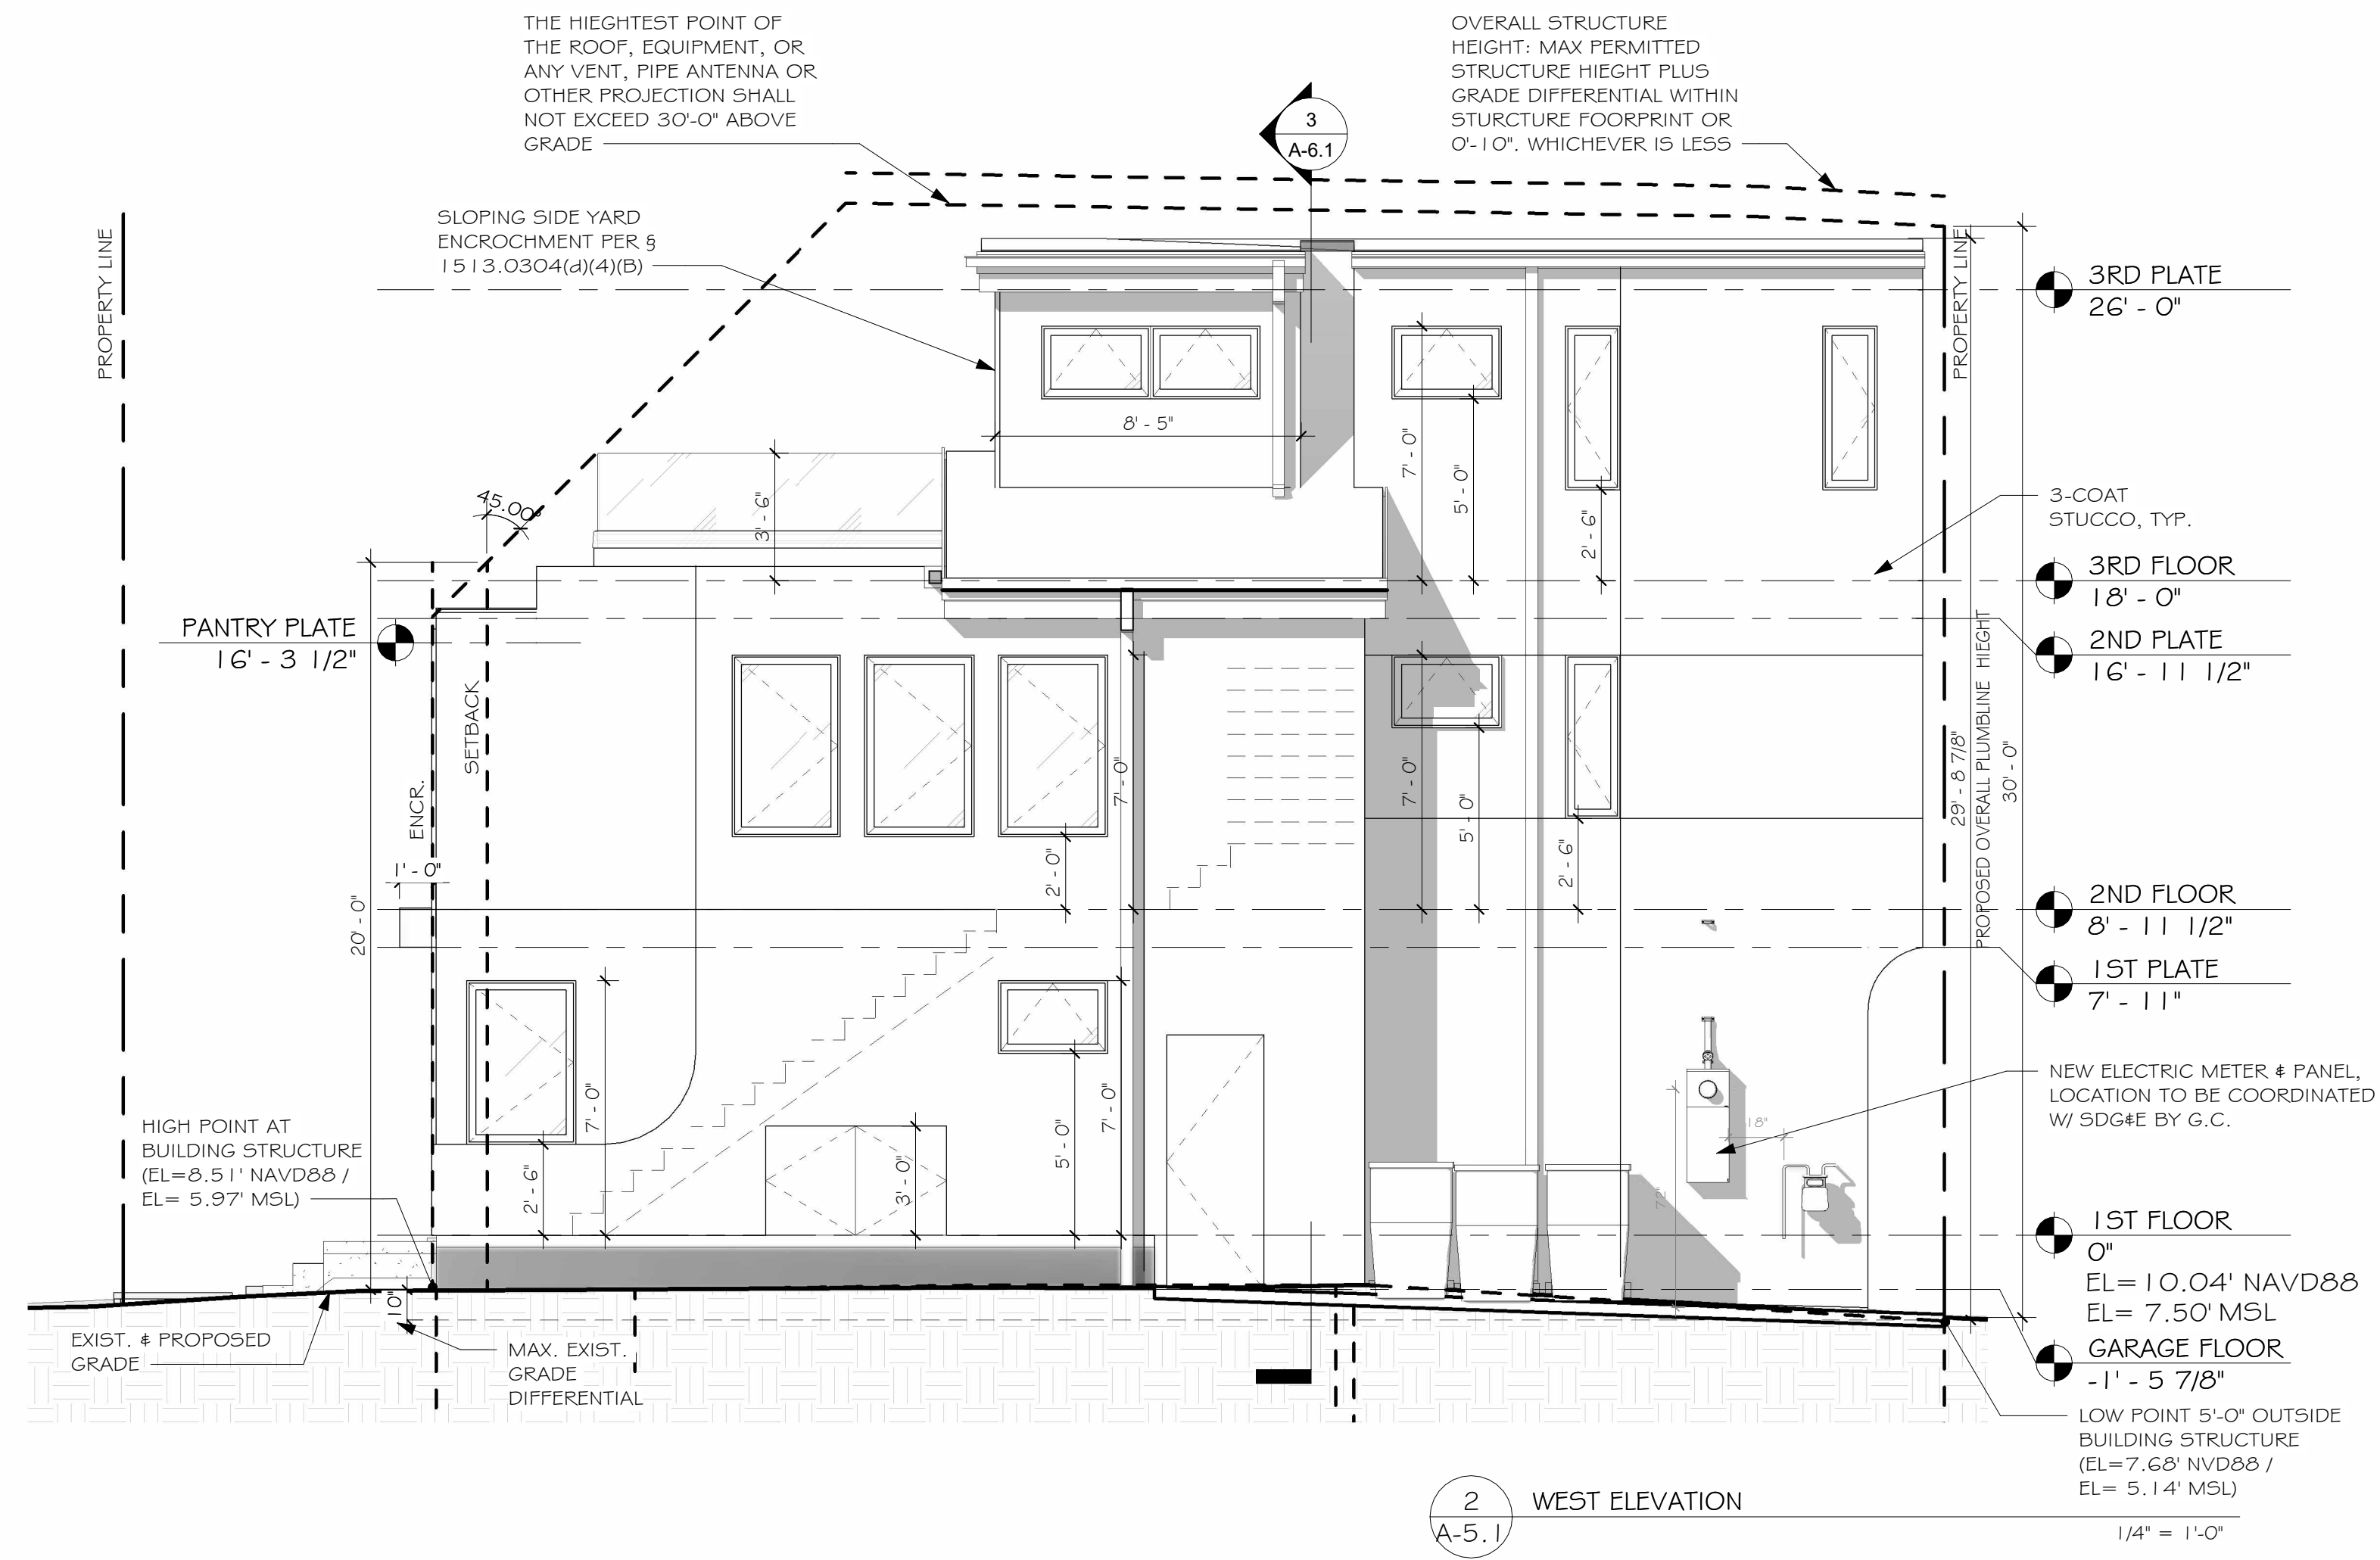 THE HIEGHTEST POINT OF
THE ROOF, EQUIPMENT, OR
ANY VENT, PIPE ANTENNA OR
OTHER PROJECTION SHALL
NOT EXCEED 30'-0" ABOVE
GRADE
OVERALL STRUCTURE
HEIGHT: MAX PERMITTED
STRUCTURE HIEGHT PLUS
GRADE DIFFERENTIAL WITHIN
STURCTURE FOORPRINT OR
0'-10". WHICHEVER IS LESS
3
A-6.1
SLOPING SIDE YARD
ENCROCHMENT PER §
1513.0304(d)(4)(B)
PROPERTY LINE
PROPERTY LINE
3RD PLATE
26' - 0"
8' - 5"
7' - 0"
5' - 0"
2' - 6"
3' - 6"
45.00°
3-COAT
STUCCO, TYP.
3RD FLOOR
18' - 0"
2ND PLATE
16' - 11 1/2"
PANTRY PLATE
16' - 3 1/2"
SETBACK
ENCR.
1' - 0"
20' - 0"
7' - 0"
2' - 0"
7' - 0"
5' - 0"
2' - 6"
29' - 8 7/8"
PROPOSED OVERALL PLUMBLINE HIEGHT
30' - 0"
2ND FLOOR
8' - 11 1/2"
1ST PLATE
7' - 11"
NEW ELECTRIC METER & PANEL,
LOCATION TO BE COORDINATED
W/ SDG&E BY G.C.
18"
72"
HIGH POINT AT
BUILDING STRUCTURE
(EL=8.51' NAVD88 /
EL= 5.97' MSL)
2' - 6"
7' - 0"
3' - 0"
5' - 0"
7' - 0"
1ST FLOOR
0"
EL=10.04' NAVD88
EL= 7.50' MSL
GARAGE FLOOR
-1' - 5 7/8"
10"
EXIST. & PROPOSED
GRADE
MAX. EXIST.
GRADE
DIFFERENTIAL
LOW POINT 5'-0" OUTSIDE
BUILDING STRUCTURE
(EL=7.68' NVD88 /
EL= 5.14' MSL)
2
A-5.1
WEST ELEVATION
1/4" = 1'-0"